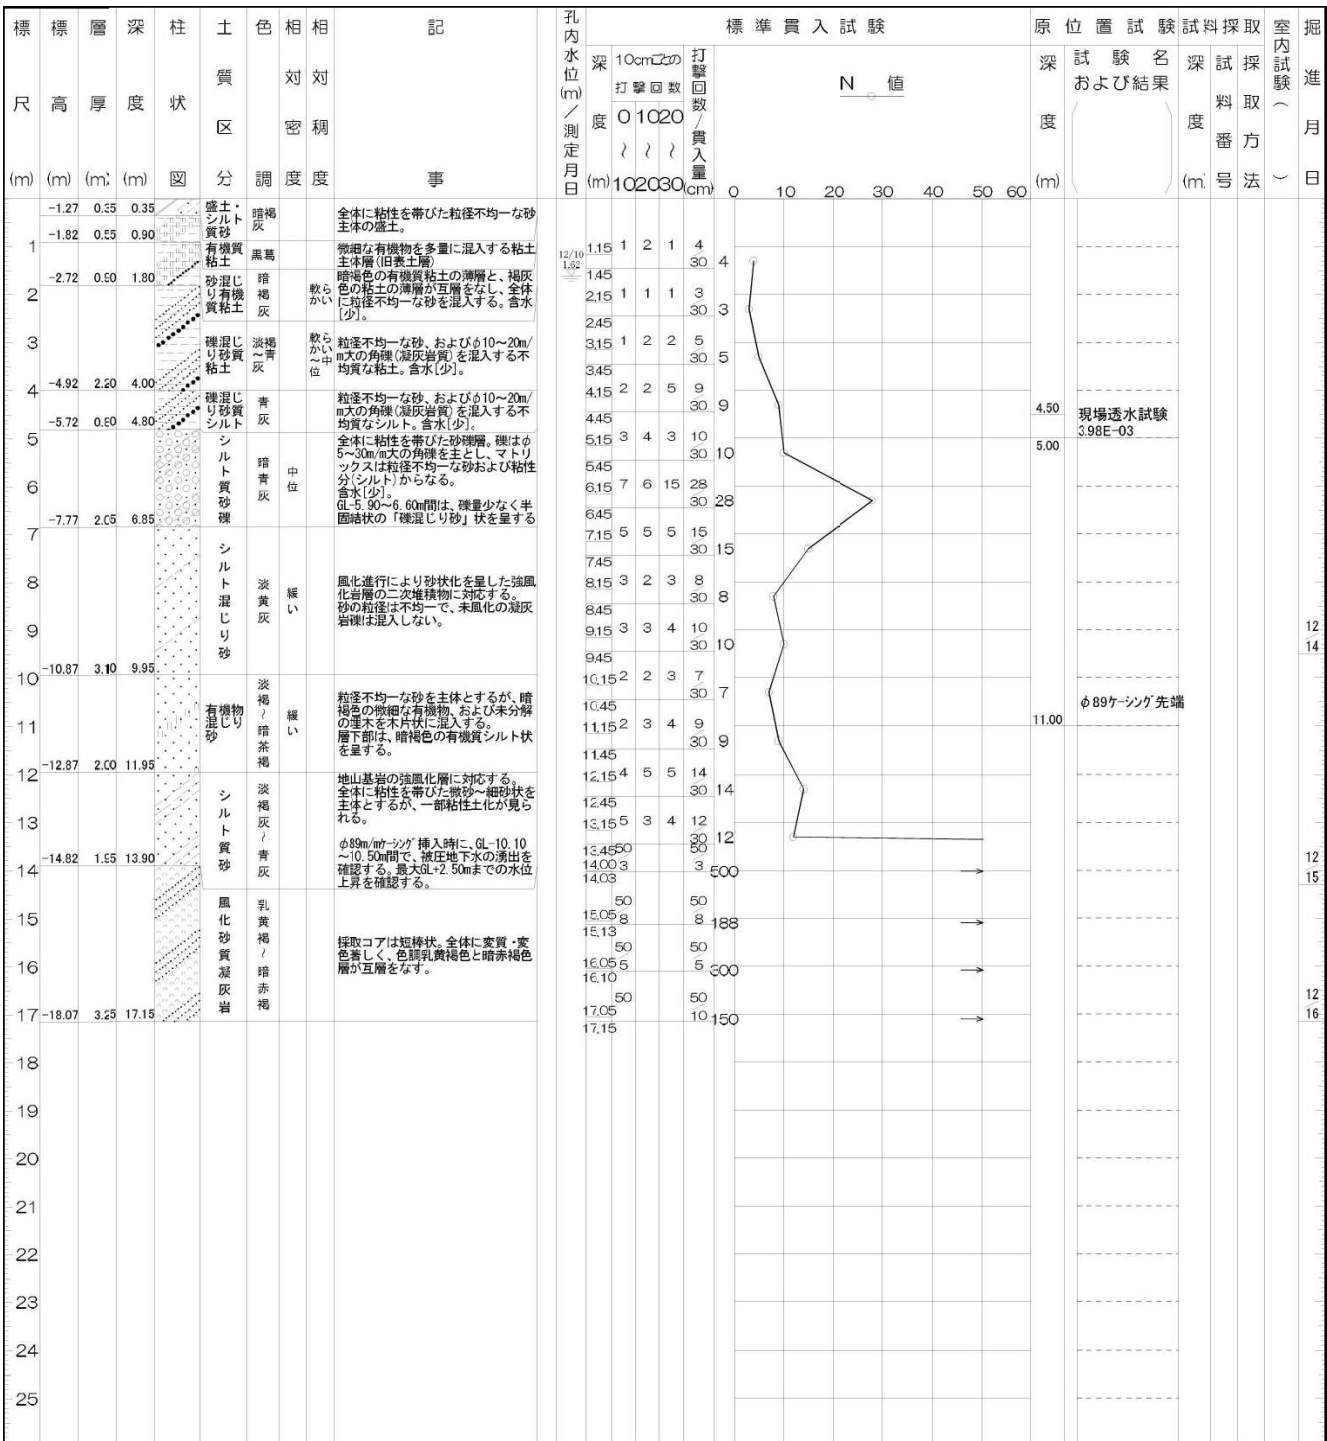 標尺(m) 標高(m) 層厚(m) 深度(m) 柱状図 土質区分 色調 相対密度 相対稠度 記事 孔内水位(m)／測定月日 標準貫入試験 原位置試験 試料採取 室内試験( ) 掘進月日
深度(m) 10cmごとの打撃回数 打撃回数／貫入量(cm) N値 深度(m) 試験名および結果 深度(m) 試料番号 採取方法
0〜10 10〜20 20〜30
0 10 20 30 40 50 60
-1.27 0.35 0.35
盛土・シルト質砂
暗褐灰
全体に粘性を帯びた粒径不均一な砂
主体の盛土。
-1.82 0.55 0.90
有機質粘土
黒葛
微細な有機物を多量に混入する粘土
主体層(旧表土層)
-2.72 0.90 1.80
砂混じり有機質粘土
暗褐灰
軟らかい
暗褐色の有機質粘土の薄層と、褐灰
色の粘土の薄層が互層をなし、全体
に粒径不均一な砂を混入する。含水
[少]。
礫混じり砂質粘土
淡褐〜青灰
軟らかい〜中位
粒径不均一な砂、およびφ10〜20m/
m大の角礫(凝灰岩質)を混入する不
均質な粘土。含水[少]。
-4.92 2.20 4.00
礫混じり砂質シルト
青灰
粒径不均一な砂、およびφ10〜20m/
m大の角礫(凝灰岩質)を混入する不
均質なシルト。含水[少]。
-5.72 0.80 4.80
シルト質砂礫
暗青灰
中位
全体に粘性を帯びた砂礫層。礫はφ
5〜30m/m大の角礫を主とし、マトリ
ックスは粒径不均一な砂および粘性
分(シルト)からなる。
含水[少]。
GL-5.90〜6.60m間は、礫量少なく半
固結状の「礫混じり砂」状を呈する
-7.77 2.05 6.85
シルト混じり砂
淡黄灰
緩い
風化進行により砂状化を呈した強風
化岩層の二次堆積物に対応する。
砂の粒径は不均一で、未風化の凝灰
岩礫は混入しない。
-10.87 3.10 9.95
有機物混じり砂
淡褐〜暗茶褐
緩い
粒径不均一な砂を主体とするが、暗
褐色の微細な有機物、および未分解
の埋木を木片状に混入する。
層下部は、暗褐色の有機質シルト状
を呈する。
-12.87 2.00 11.95
シルト質砂
淡褐灰〜青灰
地山基岩の強風化層に対応する。
全体に粘性を帯びた微砂〜細砂状を
主体とするが、一部粘性土化が見ら
れる。
φ89m/mケーシング挿入時に、GL-10.10
〜10.50m間で、被圧地下水の湧出を
確認する。最大GL+2.50mまでの水位
上昇を確認する。
-14.82 1.95 13.90
風化砂質凝灰岩
乳黄褐〜暗赤褐
採取コアは短棒状。全体に変質・変
色著しく、色調乳黄褐色と暗赤褐色
層が互層をなす。
-18.07 3.25 17.15
1
2
3
4
5
6
7
8
9
10
11
12
13
14
15
16
17
18
19
20
21
22
23
24
25
12/10
1.62
1.15 1 2 1 4
1.45 30 4
2.15 1 1 1 3
2.45 30 3
3.15 1 2 2 5
3.45 30 5
4.15 2 2 5 9
4.45 30 9
5.15 3 4 3 10
5.45 30 10
6.15 7 6 15 28
6.45 30 28
7.15 5 5 5 15
7.45 30 15
8.15 3 2 3 8
8.45 30 8
9.15 3 3 4 10
9.45 30 10
10.15 2 2 3 7
10.45 30 7
11.15 2 3 4 9
11.45 30 9
12.15 4 5 5 14
12.45 30 14
13.15 5 3 4 12
13.45 30 12
50 50
14.00 3 3
14.03 500
50 50
15.05 8 8 188
15.13
50 50
16.05 5 5 300
16.10
50 50
17.05 10 150
17.15
4.50
現場透水試験
3.98E-03
5.00
φ89ケーシング先端
11.00
12
14
12
15
12
16